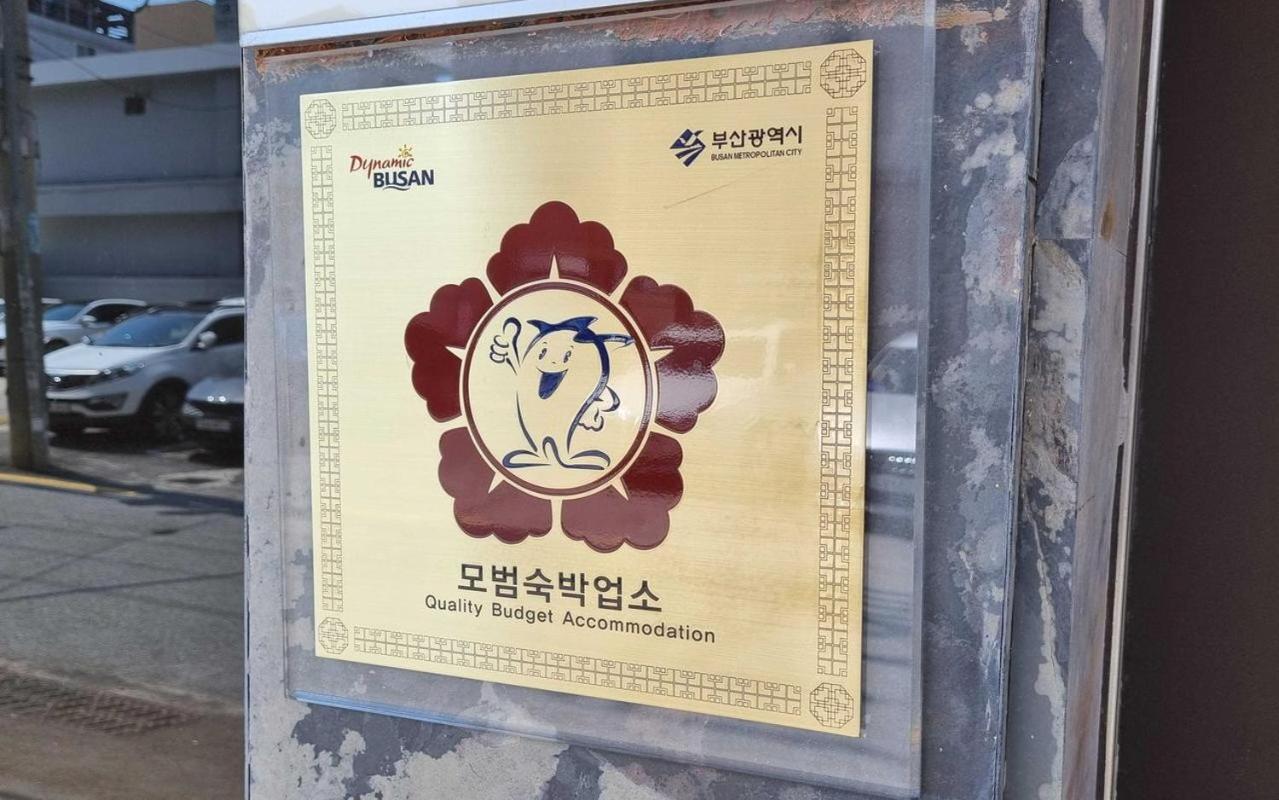 Dynamic
BUSAN
부산광역시
BUSAN METROPOLITAN CITY
모범숙박업소
Quality Budget Accommodation